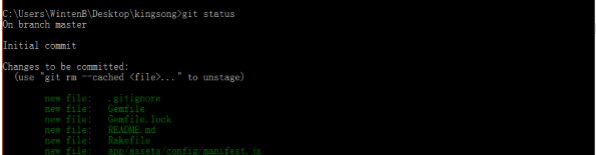 C:\Users\WintenB\Desktop\kingsong>git status
On branch master
Initial commit
Changes to be committed:
(use "git rm --cached <file>..." to unstage)
new file: .gitignore
new file: Gemfile
new file: Gemfile.lock
new file: README.md
new file: Rakefile
new file: app/assets/config/manifest.js